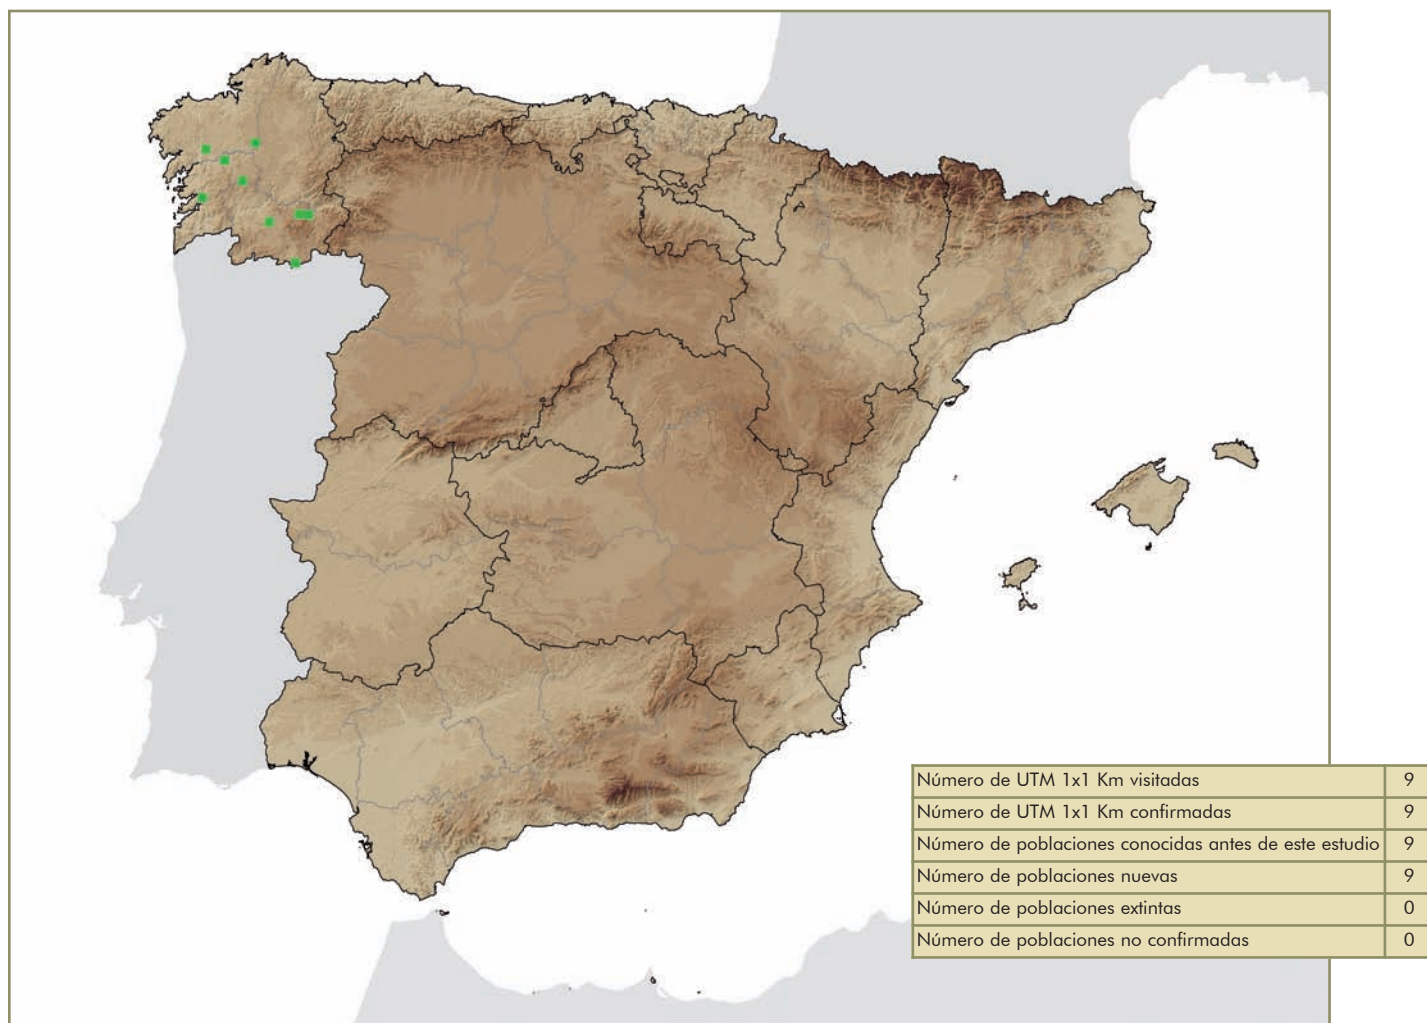 Número de UTM 1x1 Km visitadas 9
Número de UTM 1x1 Km confirmadas 9
Número de poblaciones conocidas antes de este estudio 9
Número de poblaciones nuevas 9
Número de poblaciones extintas 0
Número de poblaciones no confirmadas 0